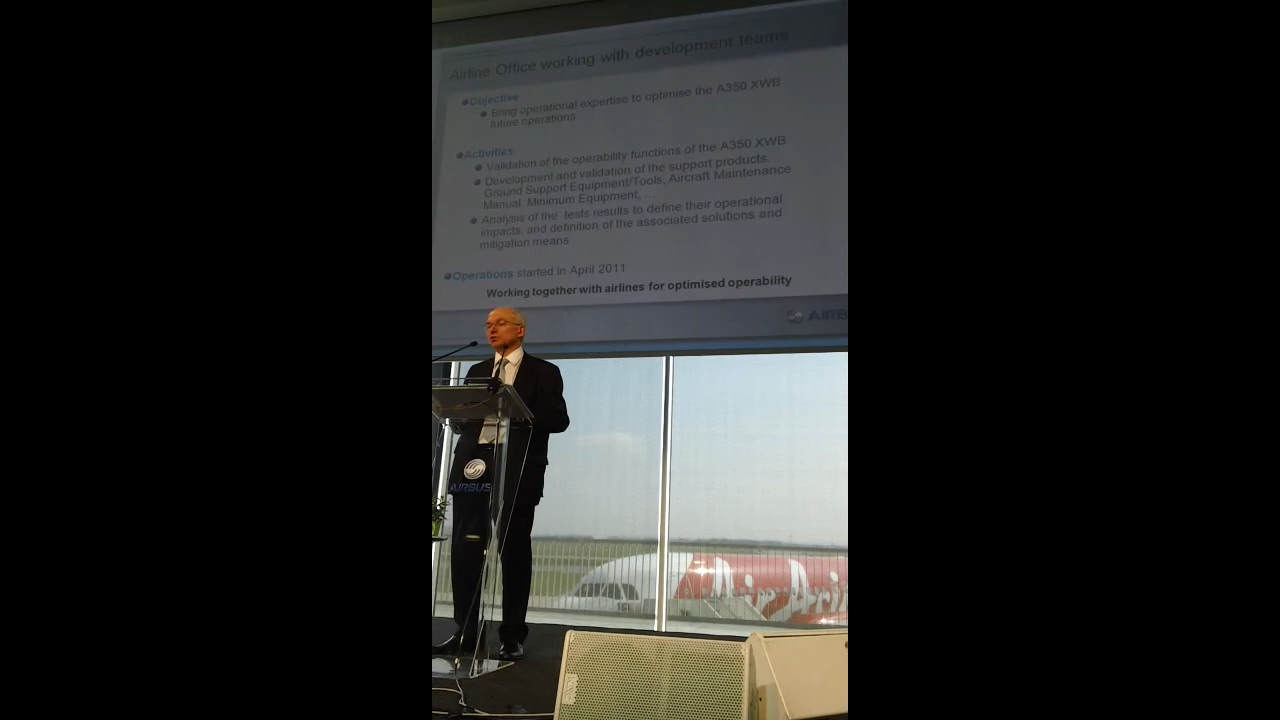 Airline Office working with development teams
Objective
Bring operational expertise to optimise the A350 XWB
future operations
Activities
Validation of the operability functions of the A350 XWB
Development and validation of the support products.
Ground Support Equipment/Tools, Aircraft Maintenance
Manual, Minimum Equipment, ...
Analysis of the tests results to define their operational
impacts, and definition of the associated solutions and
mitigation means
Operations started in April 2011
Working together with airlines for optimised operability
AIRB
AIRBUS
Air Asia